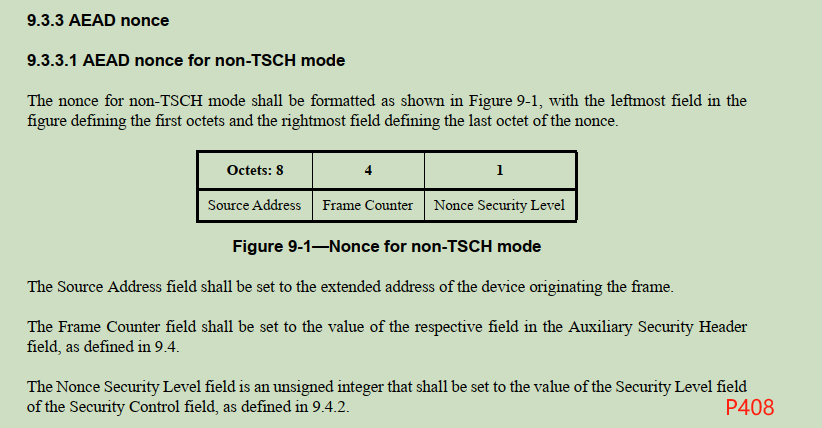 9.3.3 AEAD nonce
9.3.3.1 AEAD nonce for non-TSCH mode
The nonce for non-TSCH mode shall be formatted as shown in Figure 9-1, with the leftmost field in the
figure defining the first octets and the rightmost field defining the last octet of the nonce.
Octets: 8 4 1
Source Address Frame Counter Nonce Security Level
Figure 9-1—Nonce for non-TSCH mode
The Source Address field shall be set to the extended address of the device originating the frame.
The Frame Counter field shall be set to the value of the respective field in the Auxiliary Security Header
field, as defined in 9.4.
The Nonce Security Level field is an unsigned integer that shall be set to the value of the Security Level field
of the Security Control field, as defined in 9.4.2.
P408